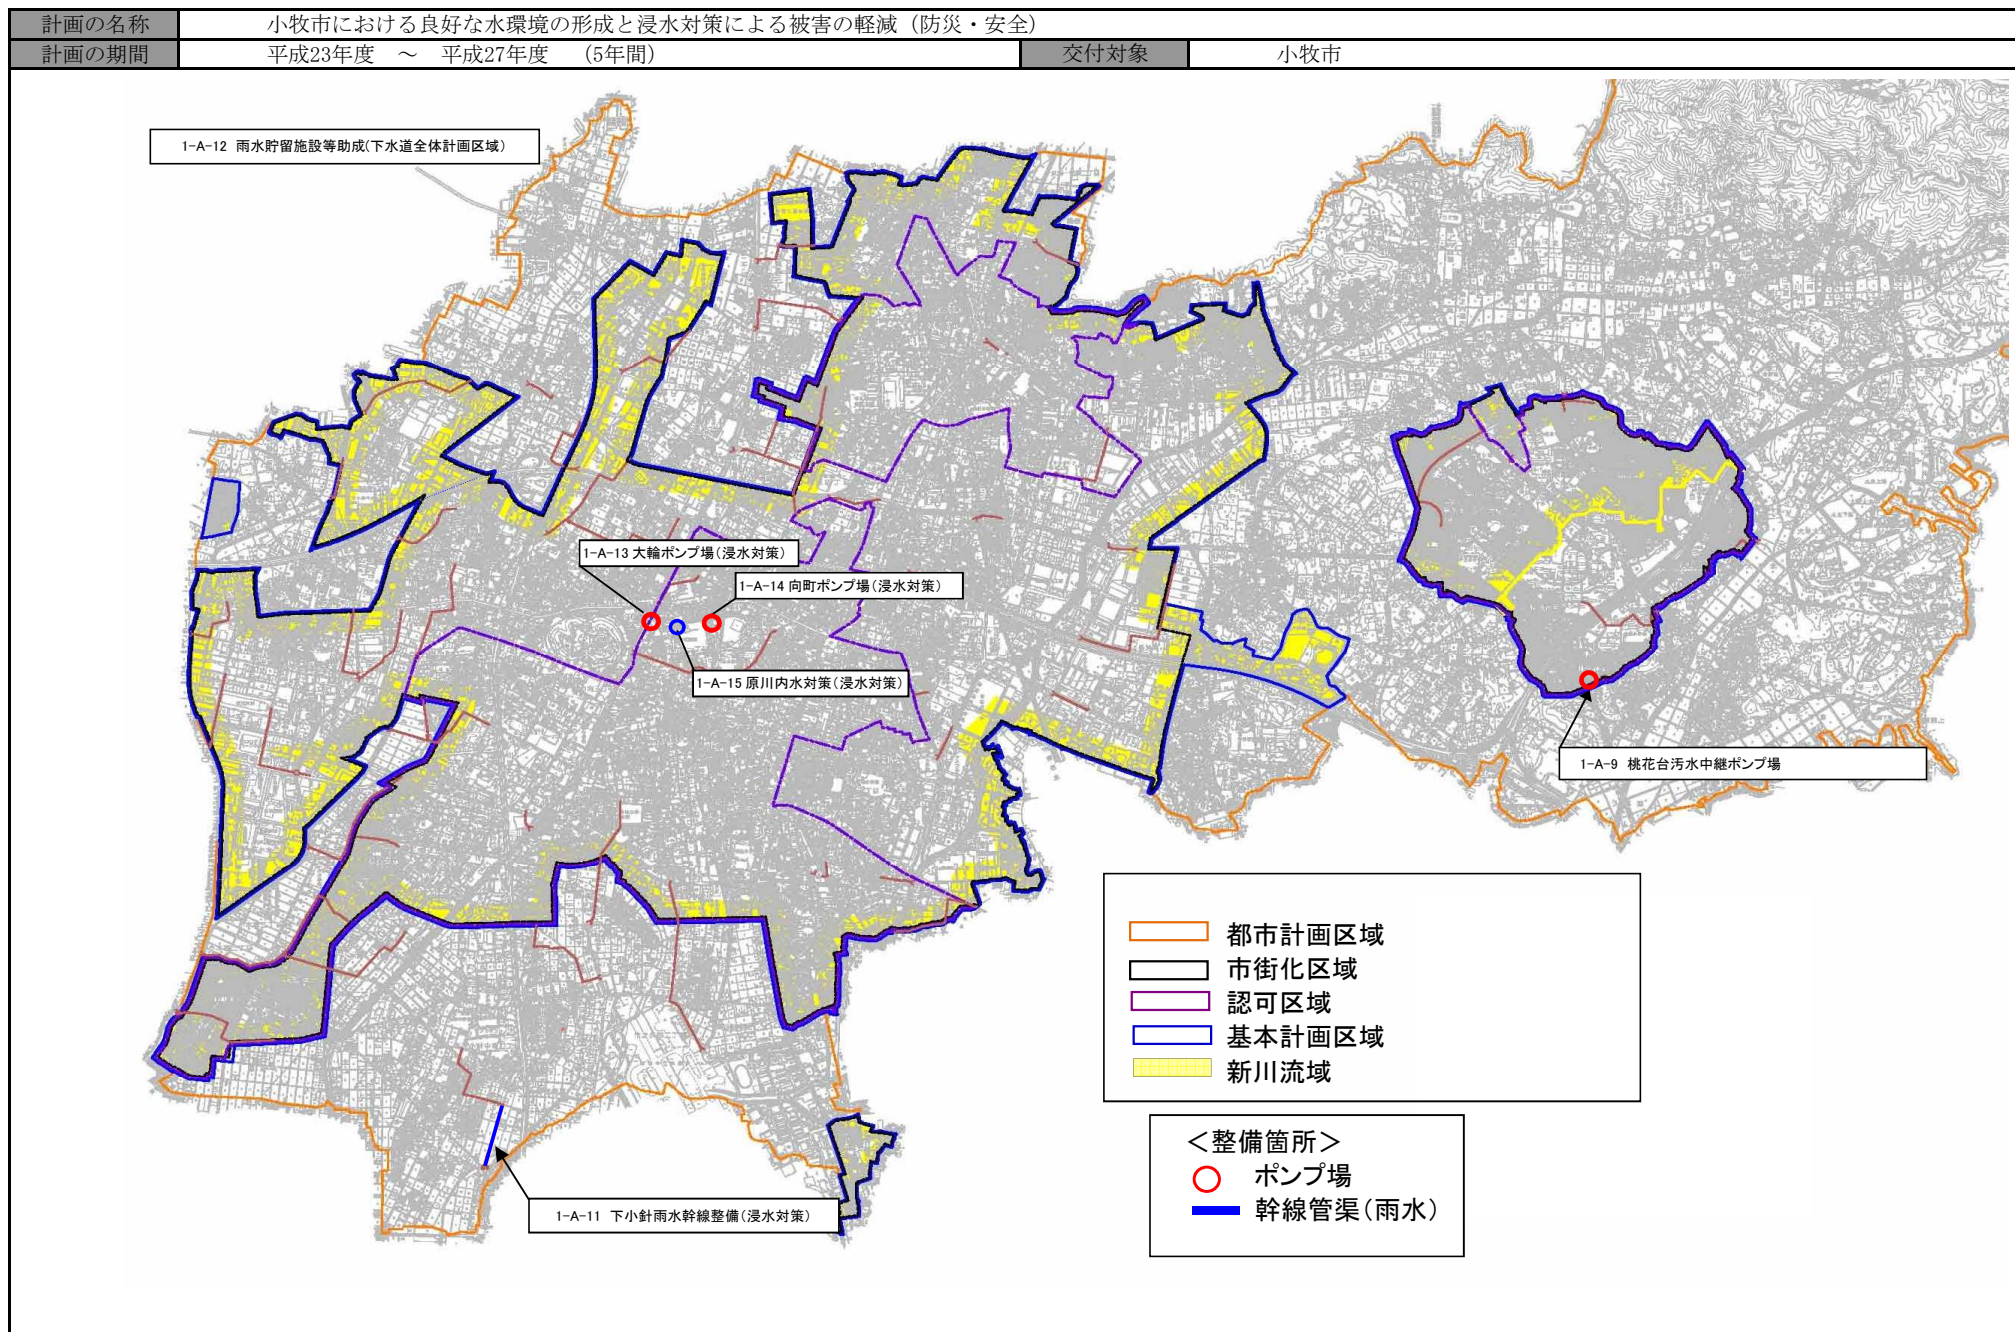 計画の名称 小牧市における良好な水環境の形成と浸水対策による被害の軽減（防災・安全）
計画の期間 平成23年度 ～ 平成27年度 （5年間） 交付対象 小牧市
1-A-12 雨水貯留施設等助成(下水道全体計画区域)
1-A-13 大輪ポンプ場(浸水対策)
1-A-14 向町ポンプ場(浸水対策)
1-A-15 原川内水対策(浸水対策)
1-A-9 桃花台汚水中継ポンプ場
1-A-11 下小針雨水幹線整備(浸水対策)
都市計画区域
市街化区域
認可区域
基本計画区域
新川流域
＜整備箇所＞
ポンプ場
幹線管渠(雨水)